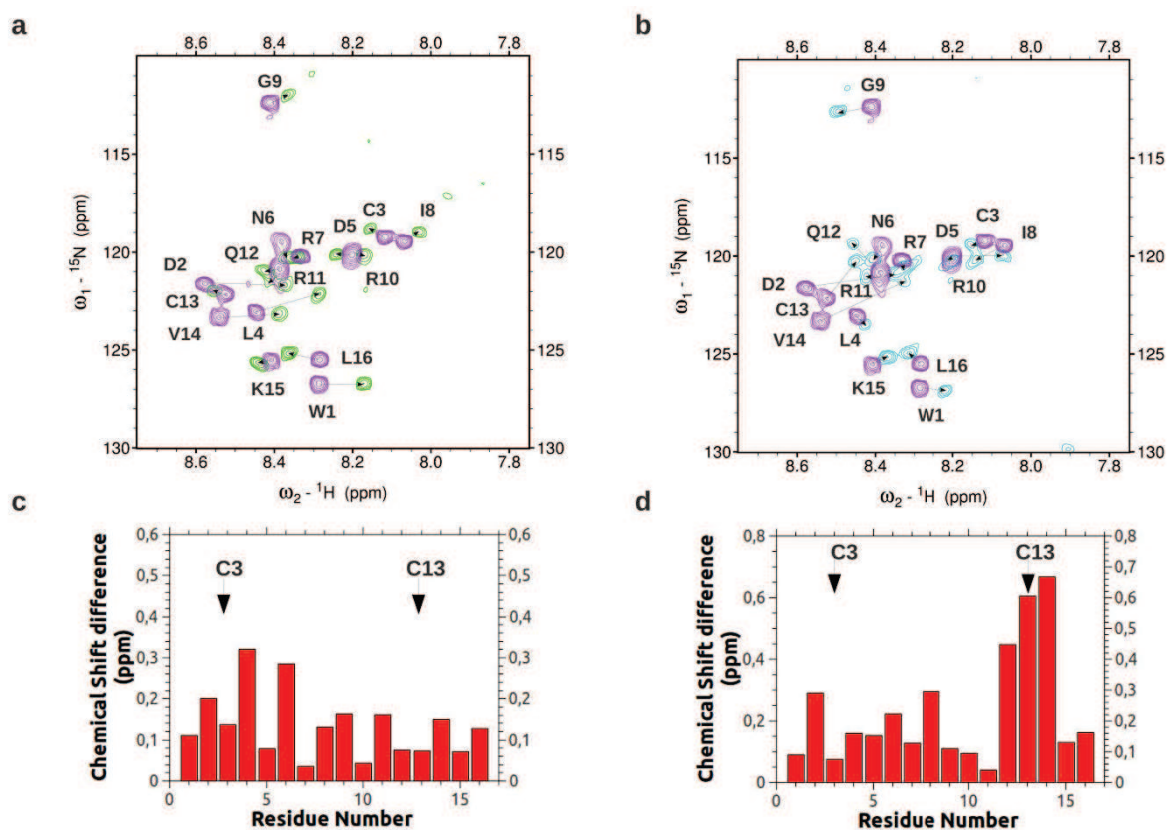 a
8.6 8.4 8.2 8.0 7.8
G9
115 115
C3
N6 D5 I8
R7
120 120
Q12
D2 R11 R10
C13
V14 L4
125 125
K15 L16
W1
130 130
8.6 8.4 8.2 8.0 7.8
ω1 - 15N (ppm)
ω2 - 1H (ppm)
b
8.6 8.4 8.2 8.0 7.8
G9
115 115
Q12 N6 C3
R7 D5 I8
120 120
D2 R11 R10
C13
V14 L4
125 125
K15 L16
W1
130 130
8.6 8.4 8.2 8.0 7.8
ω1 - 15N (ppm)
ω2 - 1H (ppm)
c
0,6 0,6
C3 C13
0,5 0,5
0,4 0,4
0,3 0,3
0,2 0,2
0,1 0,1
0 0
0 5 10 15
Chemical Shift difference
(ppm)
Residue Number
d
0,8 0,8
0,7
C3 C13
0,6 0,6
0,5
0,4 0,4
0,3
0,2 0,2
0,1
0 0
0 5 10 15
Chemical Shift difference
(ppm)
Residue Number